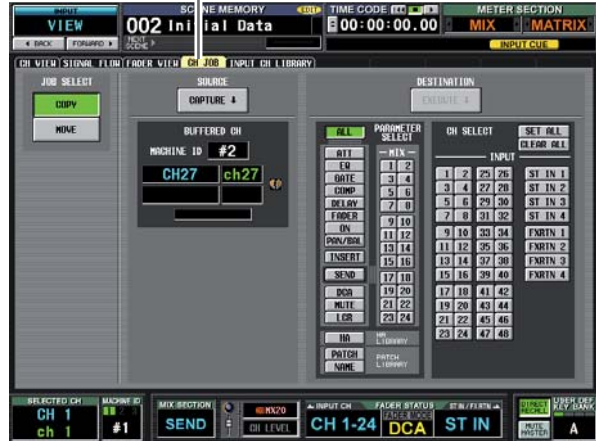 INPUT
VIEW
BACK
FORWARD
SCENE MEMORY
EDIT
002 Initial Data
NEXT SCENE
TIME CODE
00:00:00.00
METER SECTION
MIX
MATRIX
INPUT CUE
CH VIEW
SIGNAL FLOW
FADER VIEW
CH JOB
INPUT CH LIBRARY
JOB SELECT
COPY
MOVE
SOURCE
CAPTURE
BUFFERED CH
MACHINE ID #2
CH27 ch27
DESTINATION
EXECUTE
ALL
PARAMETER SELECT
ATT
EQ
GATE
COMP
DELAY
FADER
ON
PAN/BAL
INSERT
SEND
DCA
MUTE
LCR
HA
HA LIBRARY
PATCH
NAME
PATCH LIBRARY
MIX
1 2
3 4
5 6
7 8
9 10
11 12
13 14
15 16
17 18
19 20
21 22
23 24
CH SELECT
SET ALL
CLEAR ALL
INPUT
1 2 25 26 ST IN 1
3 4 27 28 ST IN 2
5 6 29 30 ST IN 3
7 8 31 32 ST IN 4
9 10 33 34 FXRTN 1
11 12 35 36 FXRTN 2
13 14 37 38 FXRTN 3
15 16 39 40 FXRTN 4
17 18 41 42
19 20 43 44
21 22 45 46
23 24 47 48
SELECTED CH
CH 1
ch 1
MACHINE ID
#1
MIX SECTION
SEND
MIX20
CH LEVEL
INPUT CH
CH 1-24
FADER STATUS
FADER MODE
DCA
ST IN/FXRTN
ST IN
DIRECT RECALL
MUTE MASTER
USER DEF KEY BANK
A